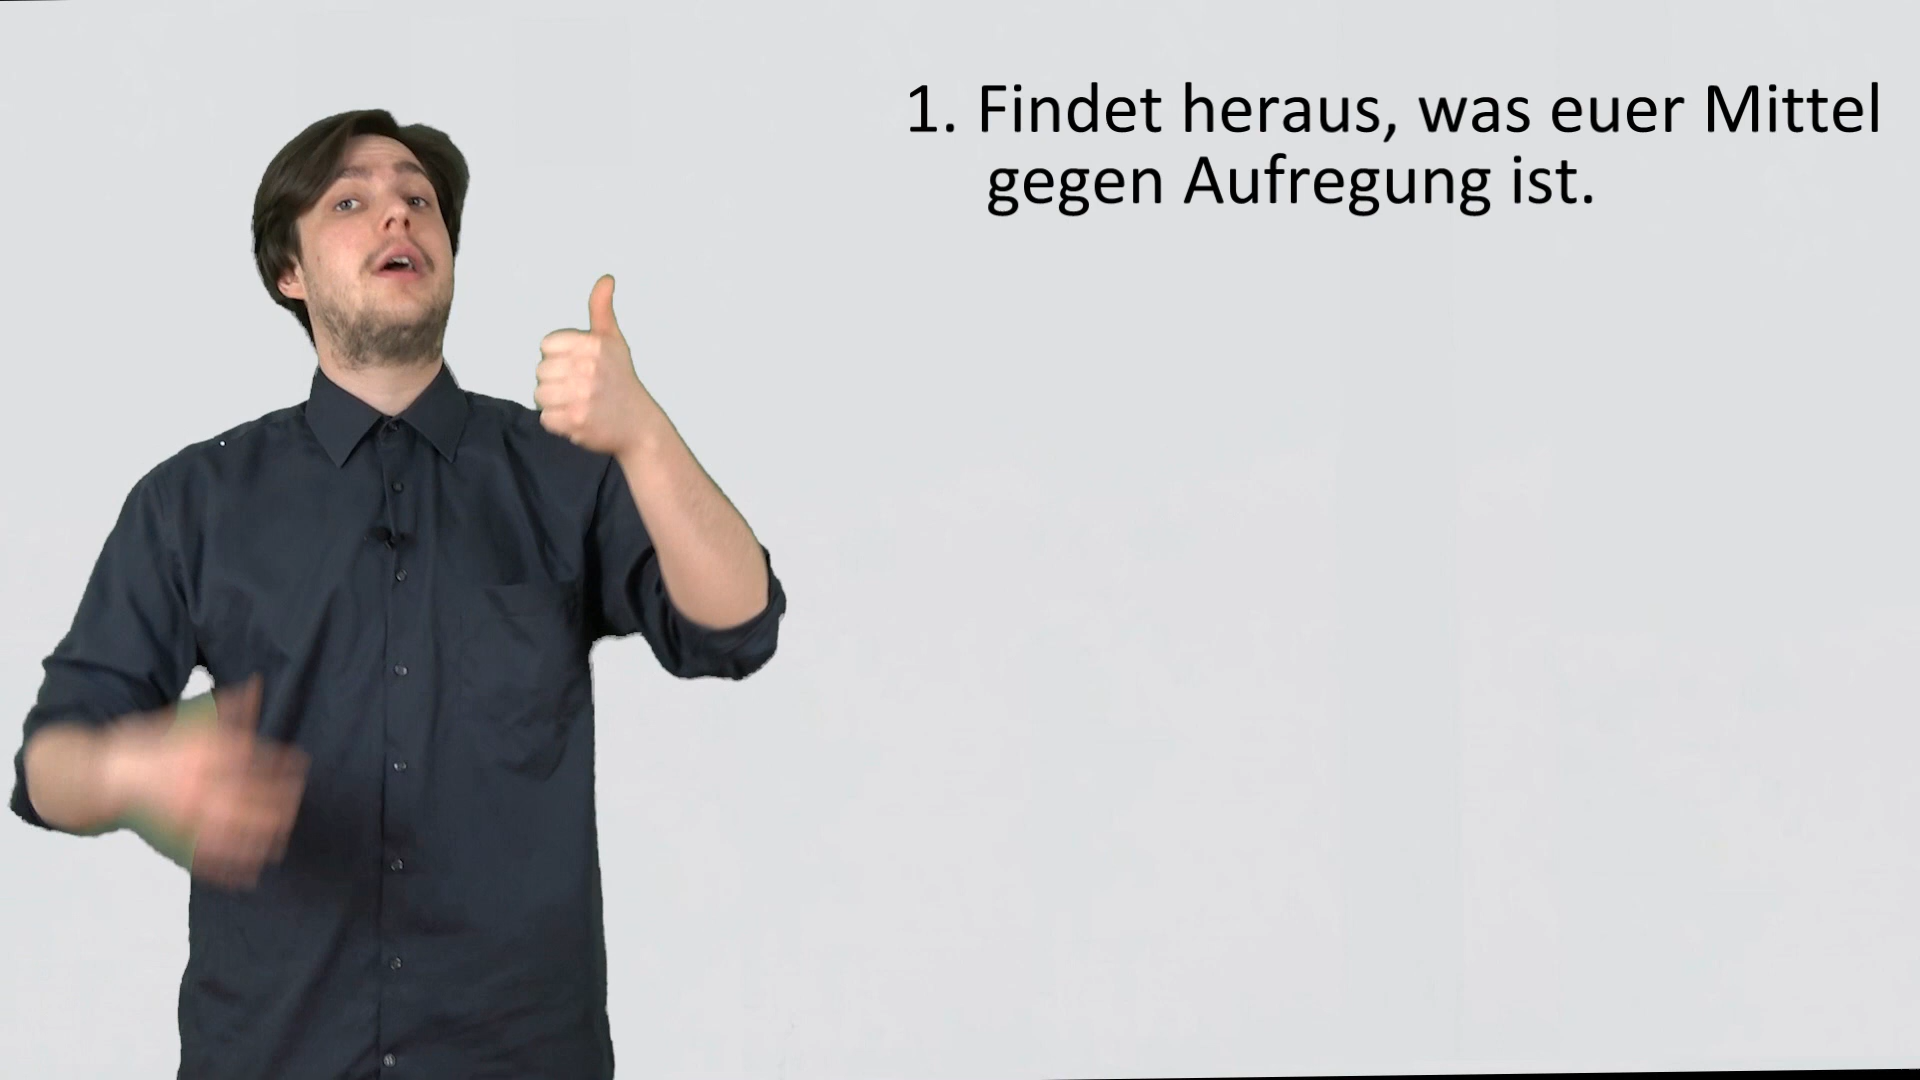 1. Findet heraus, was euer Mittel
gegen Aufregung ist.